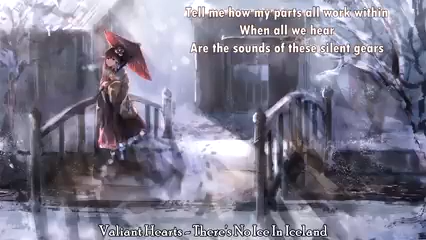 Tell me how my parts all work within
When all we hear
Are the sounds of these silent gears
Valiant Hearts - There's No Ice In Iceland